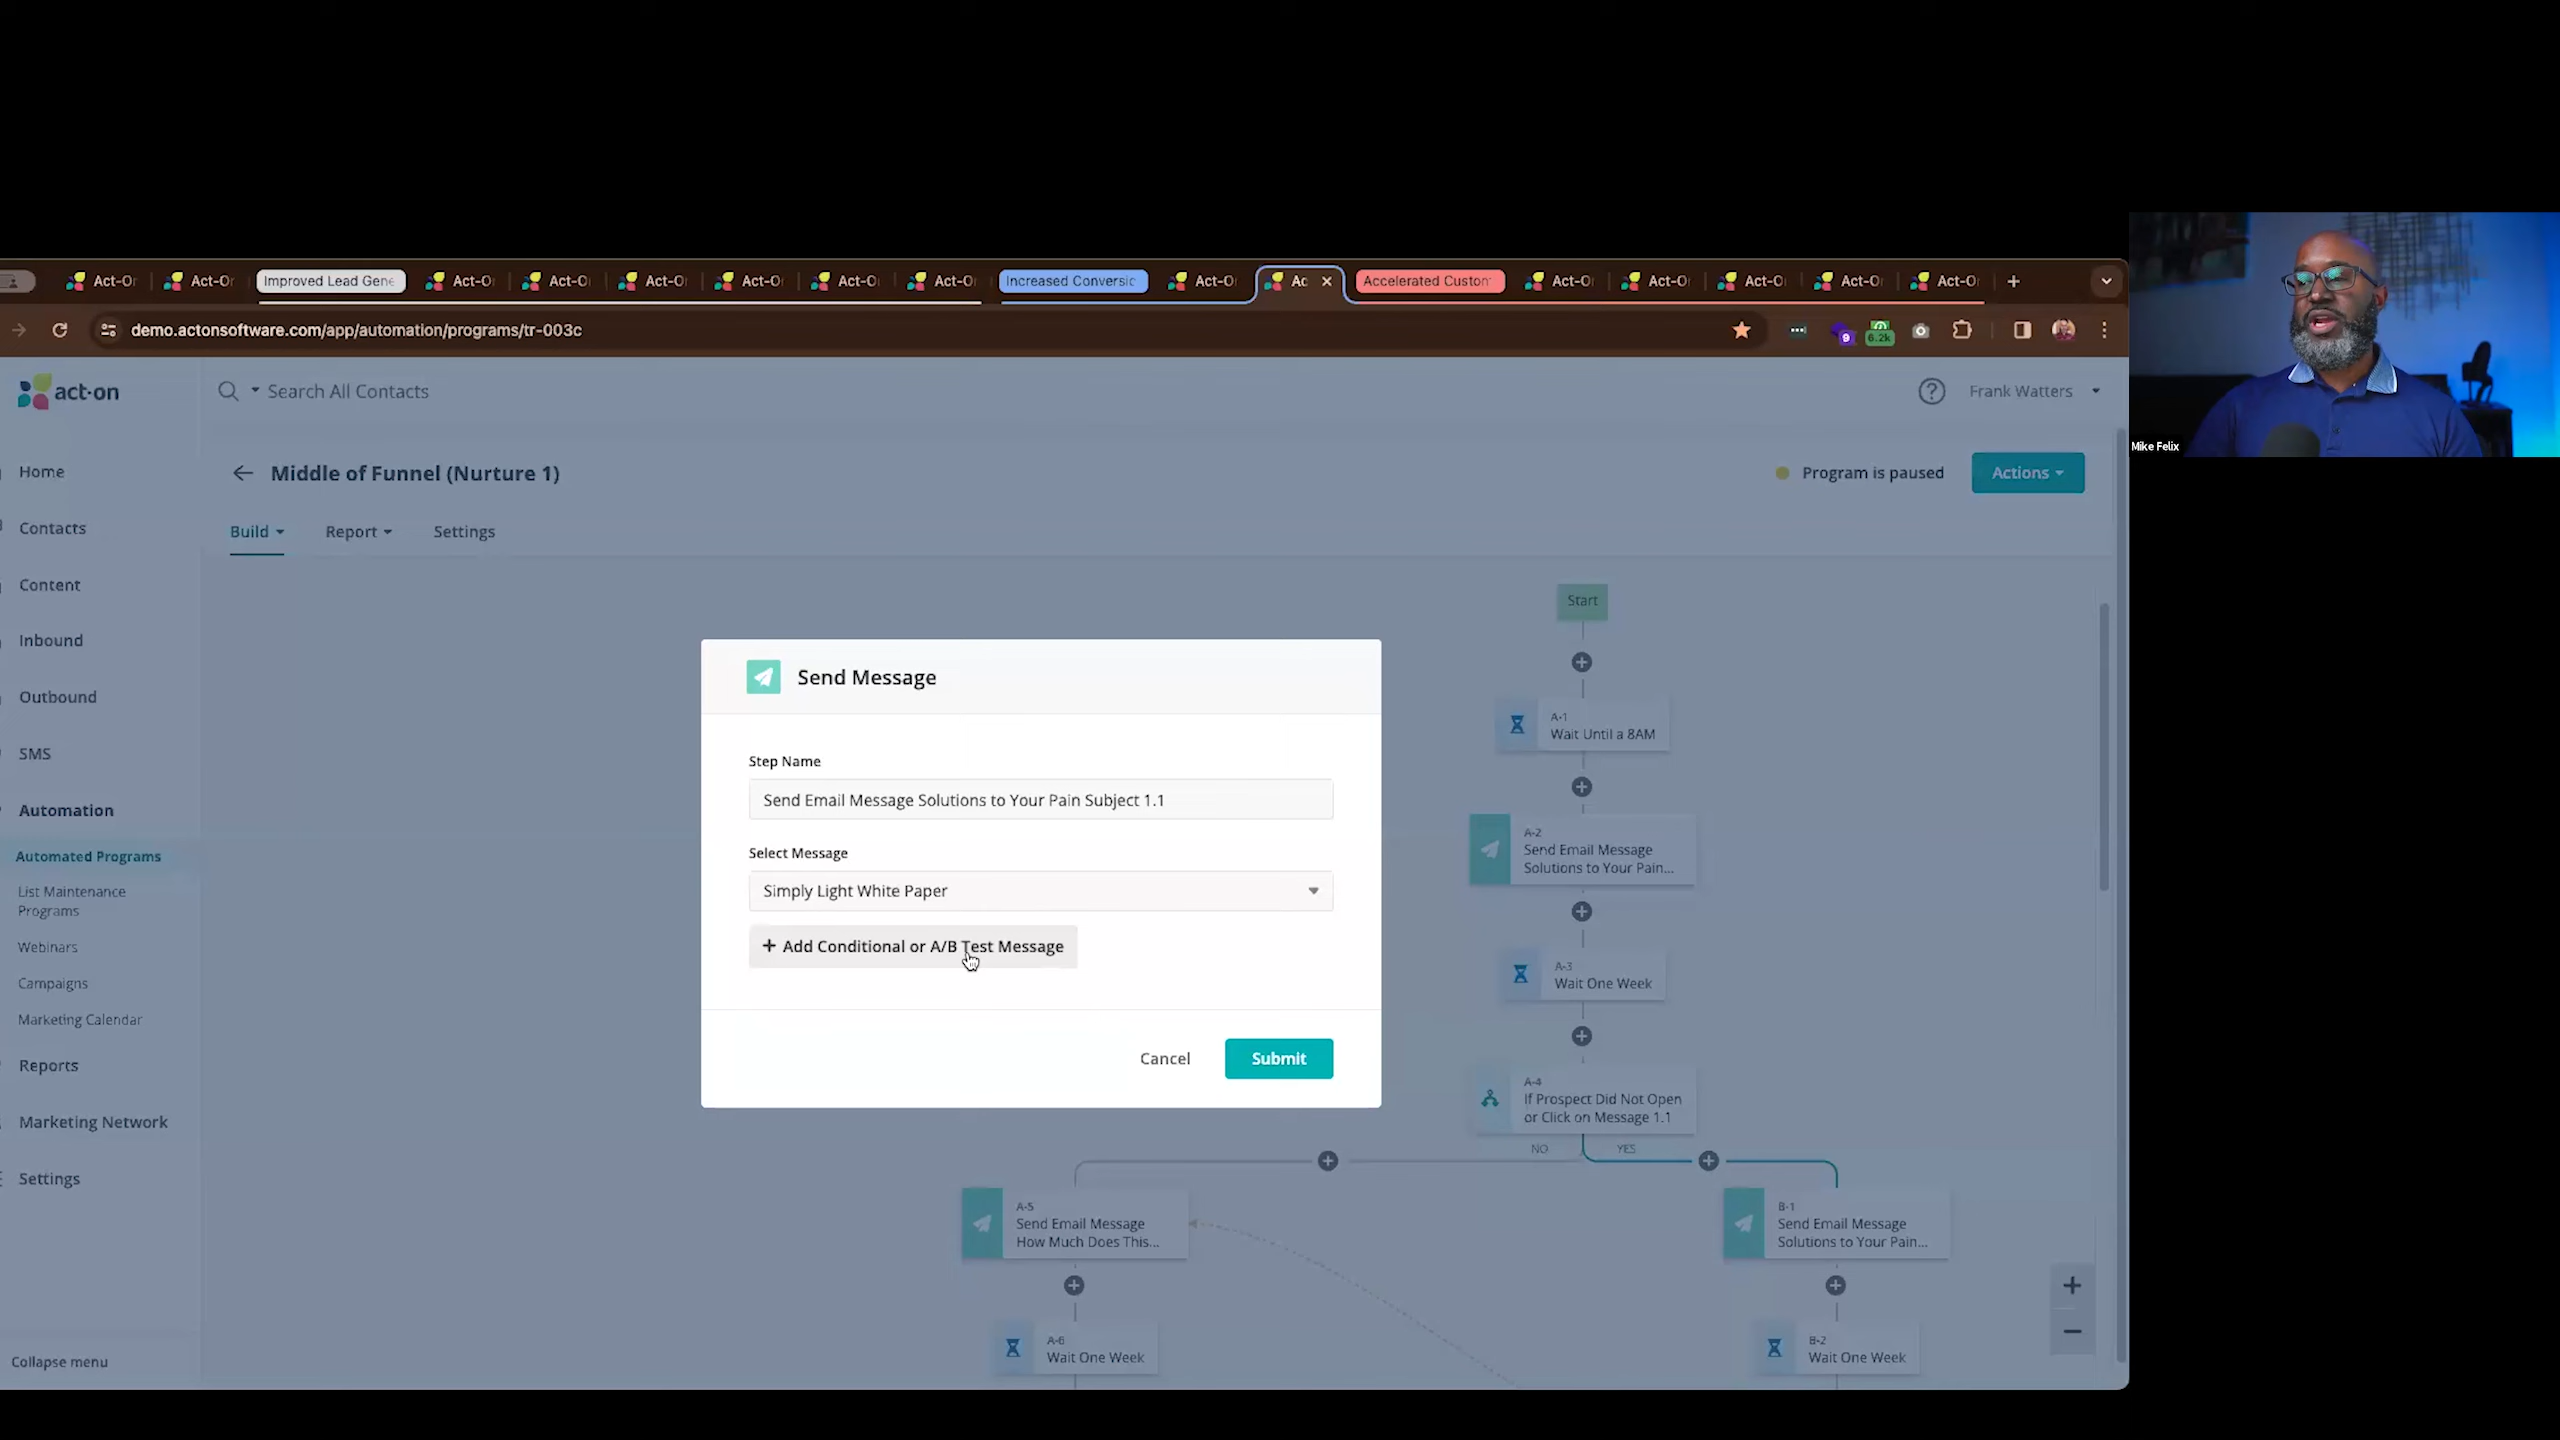 Act-Or
Act-Or
Improved Lead Gene
Act-O
Act-O
Act-O
Act-O
Act-O
Act-O
Increased Conversic
Act-O
Ac
Accelerated Custom
Act-O
Act-O
Act-O
Act-O
Act-O
demo.actonsoftware.com/app/automation/programs/tr-003c
9
6.2k
act-on
Search All Contacts
Frank Watters
Mike Felix
Home
Contacts
Content
Inbound
Outbound
SMS
Automation
Automated Programs
List Maintenance
Programs
Webinars
Campaigns
Marketing Calendar
Reports
Marketing Network
Settings
Collapse menu
Middle of Funnel (Nurture 1)
Program is paused
Actions
Build
Report
Settings
Send Message
Step Name
Send Email Message Solutions to Your Pain Subject 1.1
Select Message
Simply Light White Paper
+ Add Conditional or A/B Test Message
Cancel
Submit
Start
A-1
Wait Until a 8AM
A-2
Send Email Message
Solutions to Your Pain...
A-3
Wait One Week
A-4
If Prospect Did Not Open
or Click on Message 1.1
NO
YES
A-5
Send Email Message
How Much Does This...
B-1
Send Email Message
Solutions to Your Pain...
A-6
Wait One Week
B-2
Wait One Week